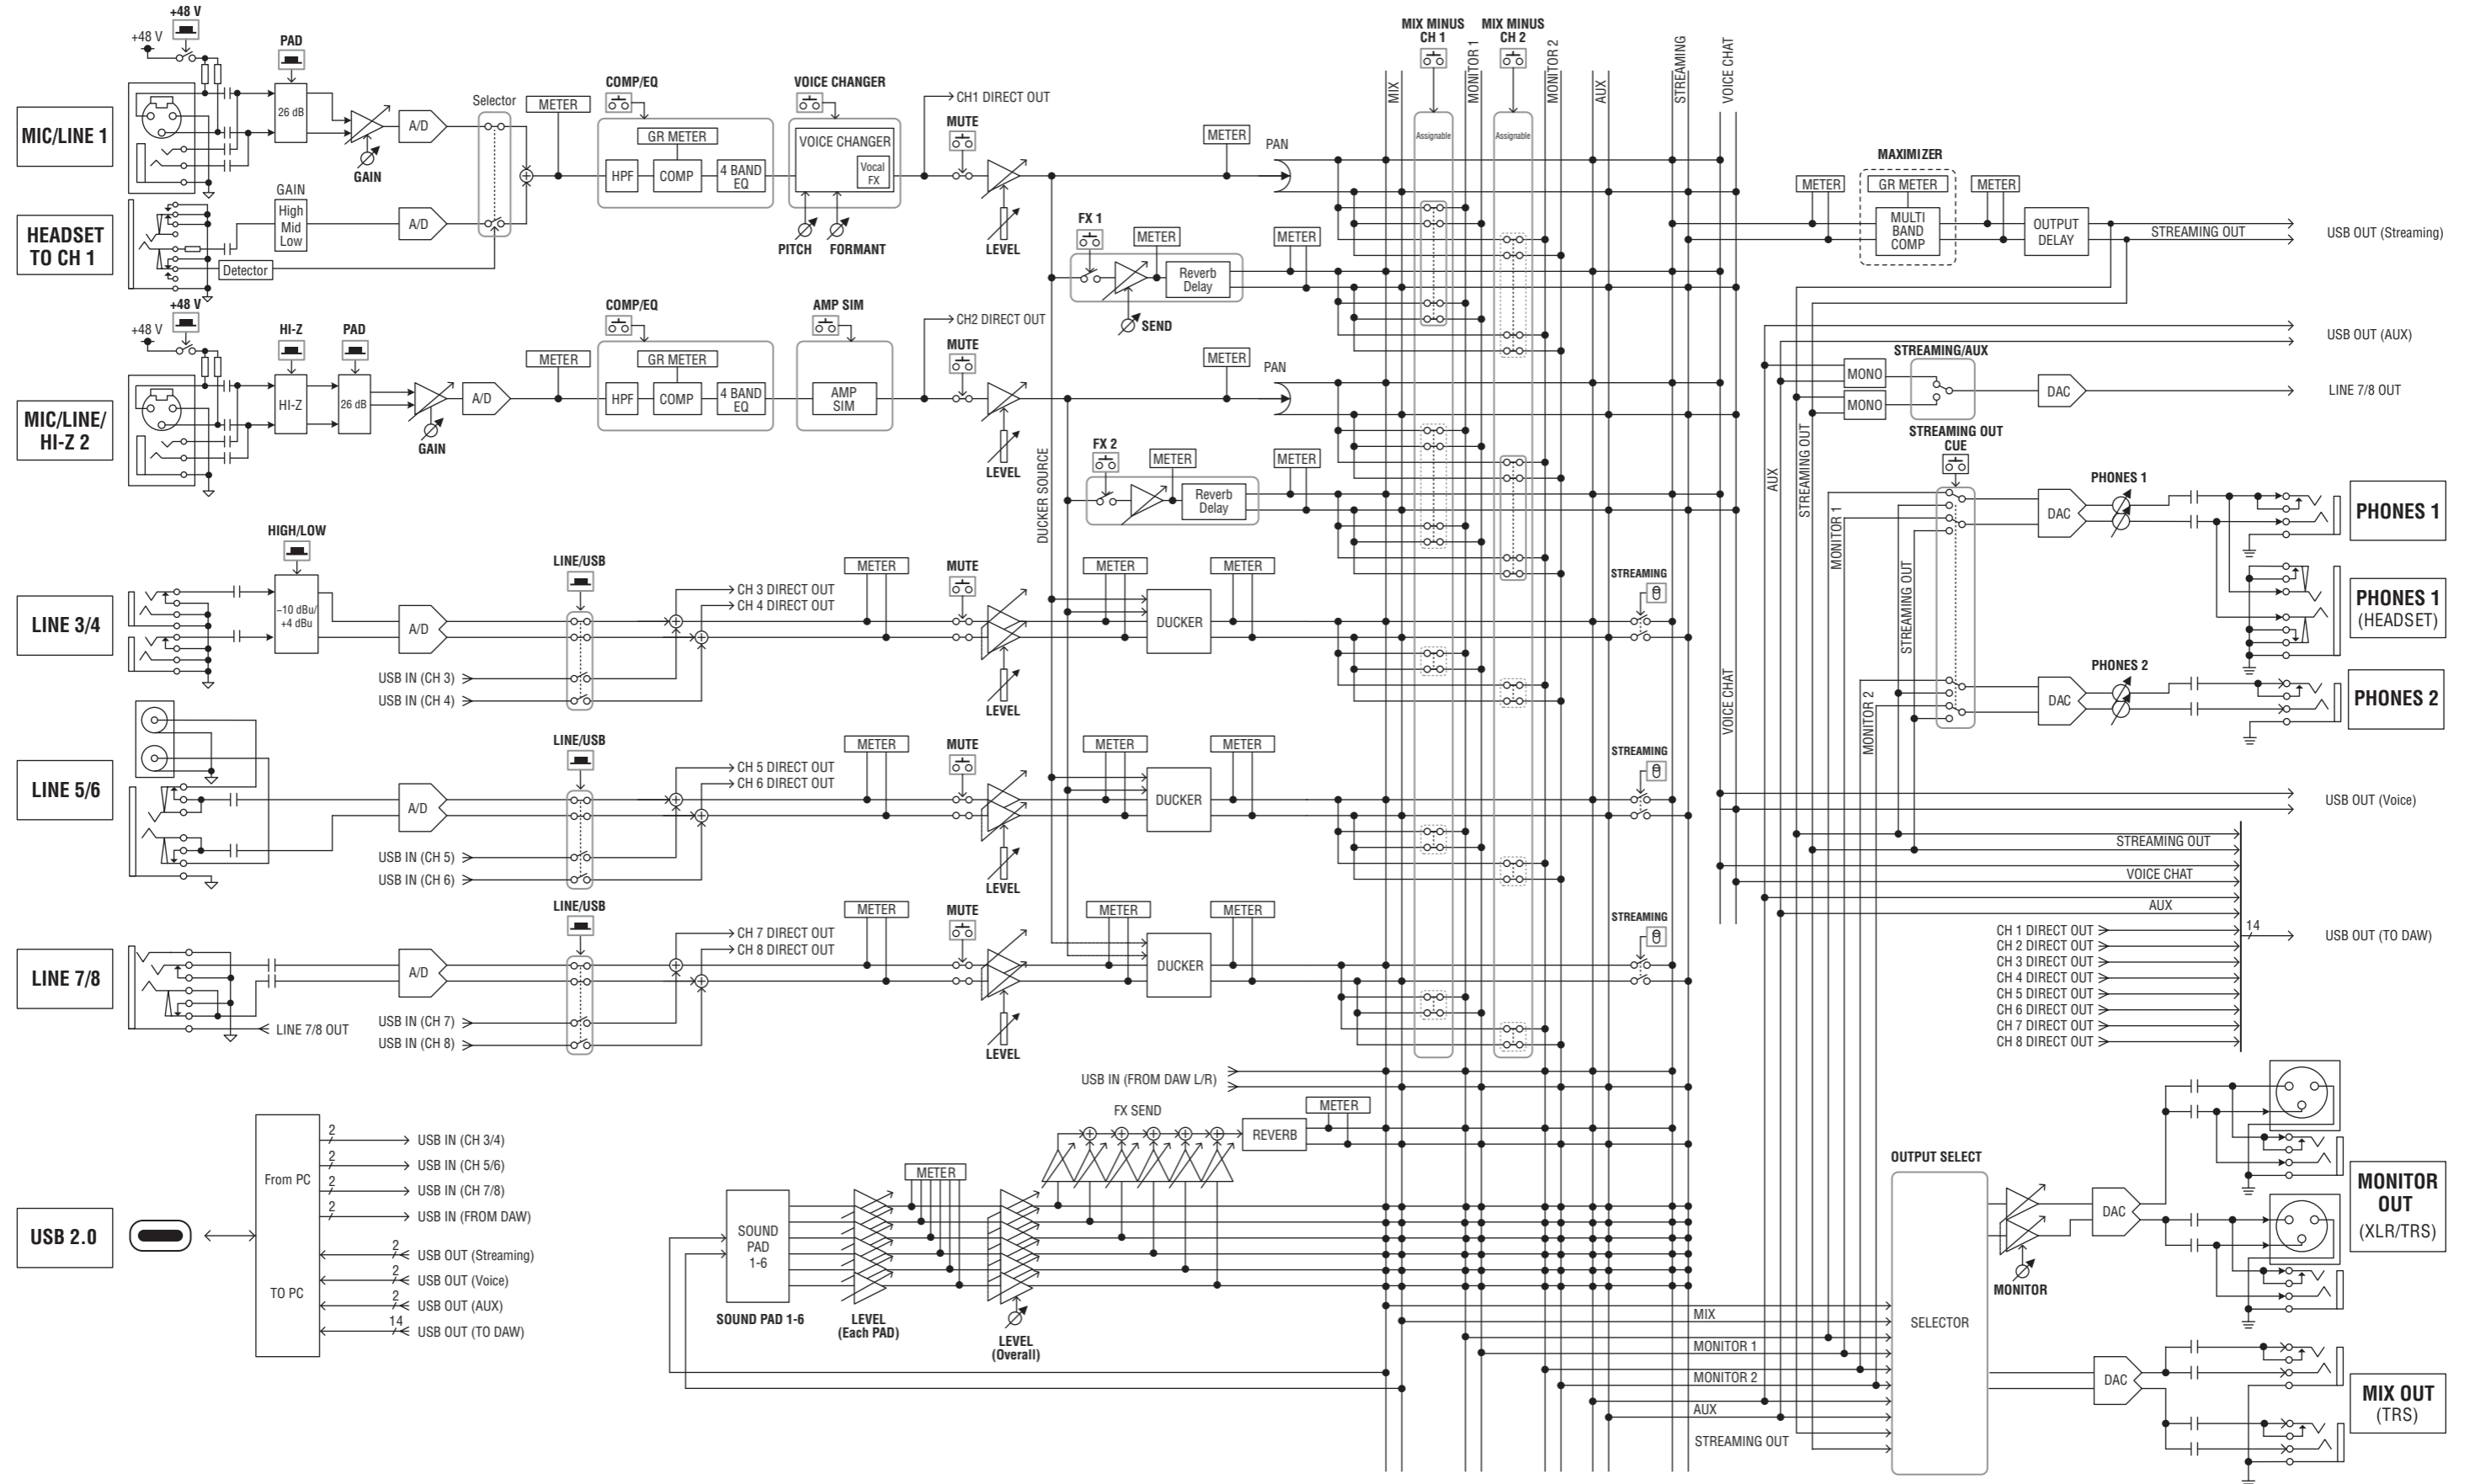 +48 V
+48 V
PAD
26 dB
MIC/LINE 1
GAIN
A/D
Selector
METER
COMP/EQ
GR METER
HPF
COMP
4 BAND
EQ
VOICE CHANGER
VOICE CHANGER
Vocal
FX
PITCH
FORMANT
CH1 DIRECT OUT
MUTE
LEVEL
METER
PAN
HEADSET
TO CH 1
GAIN
High
Mid
Low
A/D
Detector
FX 1
METER
Reverb
Delay
SEND
METER
+48 V
+48 V
HI-Z
HI-Z
PAD
26 dB
MIC/LINE/
HI-Z 2
GAIN
A/D
METER
COMP/EQ
GR METER
HPF
COMP
4 BAND
EQ
AMP SIM
AMP
SIM
CH2 DIRECT OUT
MUTE
LEVEL
METER
PAN
FX 2
METER
Reverb
Delay
METER
DUCKER SOURCE
LINE 3/4
HIGH/LOW
–10 dBu/
+4 dBu
A/D
LINE/USB
USB IN (CH 3)
USB IN (CH 4)
CH 3 DIRECT OUT
CH 4 DIRECT OUT
METER
MUTE
LEVEL
METER
DUCKER
METER
STREAMING
LINE 5/6
A/D
LINE/USB
USB IN (CH 5)
USB IN (CH 6)
CH 5 DIRECT OUT
CH 6 DIRECT OUT
METER
MUTE
LEVEL
METER
DUCKER
METER
STREAMING
LINE 7/8
LINE 7/8 OUT
A/D
LINE/USB
USB IN (CH 7)
USB IN (CH 8)
CH 7 DIRECT OUT
CH 8 DIRECT OUT
METER
MUTE
LEVEL
METER
DUCKER
METER
STREAMING
USB IN (FROM DAW L/R)
USB 2.0
From PC
TO PC
2
USB IN (CH 3/4)
2
USB IN (CH 5/6)
2
USB IN (CH 7/8)
2
USB IN (FROM DAW)
2
USB OUT (Streaming)
2
USB OUT (Voice)
2
USB OUT (AUX)
14
USB OUT (TO DAW)
SOUND
PAD
1-6
SOUND PAD 1-6
METER
LEVEL
(Each PAD)
LEVEL
(Overall)
FX SEND
REVERB
METER
MIX
MIX MINUS
CH 1
Assignable
MONITOR 1
MIX MINUS
CH 2
Assignable
MONITOR 2
AUX
STREAMING
VOICE CHAT
VOICE CHAT
METER
MAXIMIZER
GR METER
MULTI
BAND
COMP
METER
OUTPUT
DELAY
STREAMING OUT
USB OUT (Streaming)
USB OUT (AUX)
STREAMING/AUX
MONO
MONO
DAC
LINE 7/8 OUT
STREAMING OUT
CUE
AUX
STREAMING OUT
MONITOR 1
MONITOR 2
STREAMING OUT
DAC
PHONES 1
PHONES 1
PHONES 1
(HEADSET)
DAC
PHONES 2
PHONES 2
USB OUT (Voice)
STREAMING OUT
VOICE CHAT
AUX
CH 1 DIRECT OUT
CH 2 DIRECT OUT
CH 3 DIRECT OUT
CH 4 DIRECT OUT
CH 5 DIRECT OUT
CH 6 DIRECT OUT
CH 7 DIRECT OUT
CH 8 DIRECT OUT
14
USB OUT (TO DAW)
OUTPUT SELECT
SELECTOR
MIX
MONITOR 1
MONITOR 2
AUX
STREAMING OUT
MONITOR
DAC
MONITOR
OUT
(XLR/TRS)
DAC
MIX OUT
(TRS)